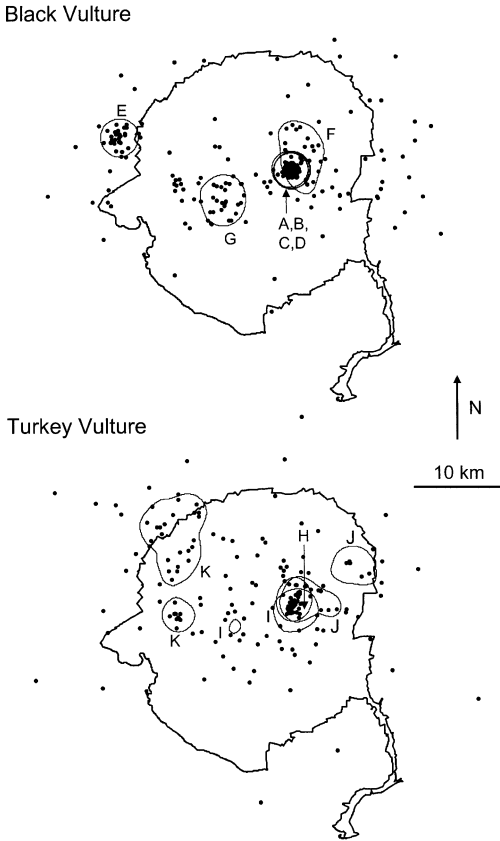 Black Vulture
E
F
A,B,
C,D
G
N
10 km
Turkey Vulture
H
J
K
I
I
J
K